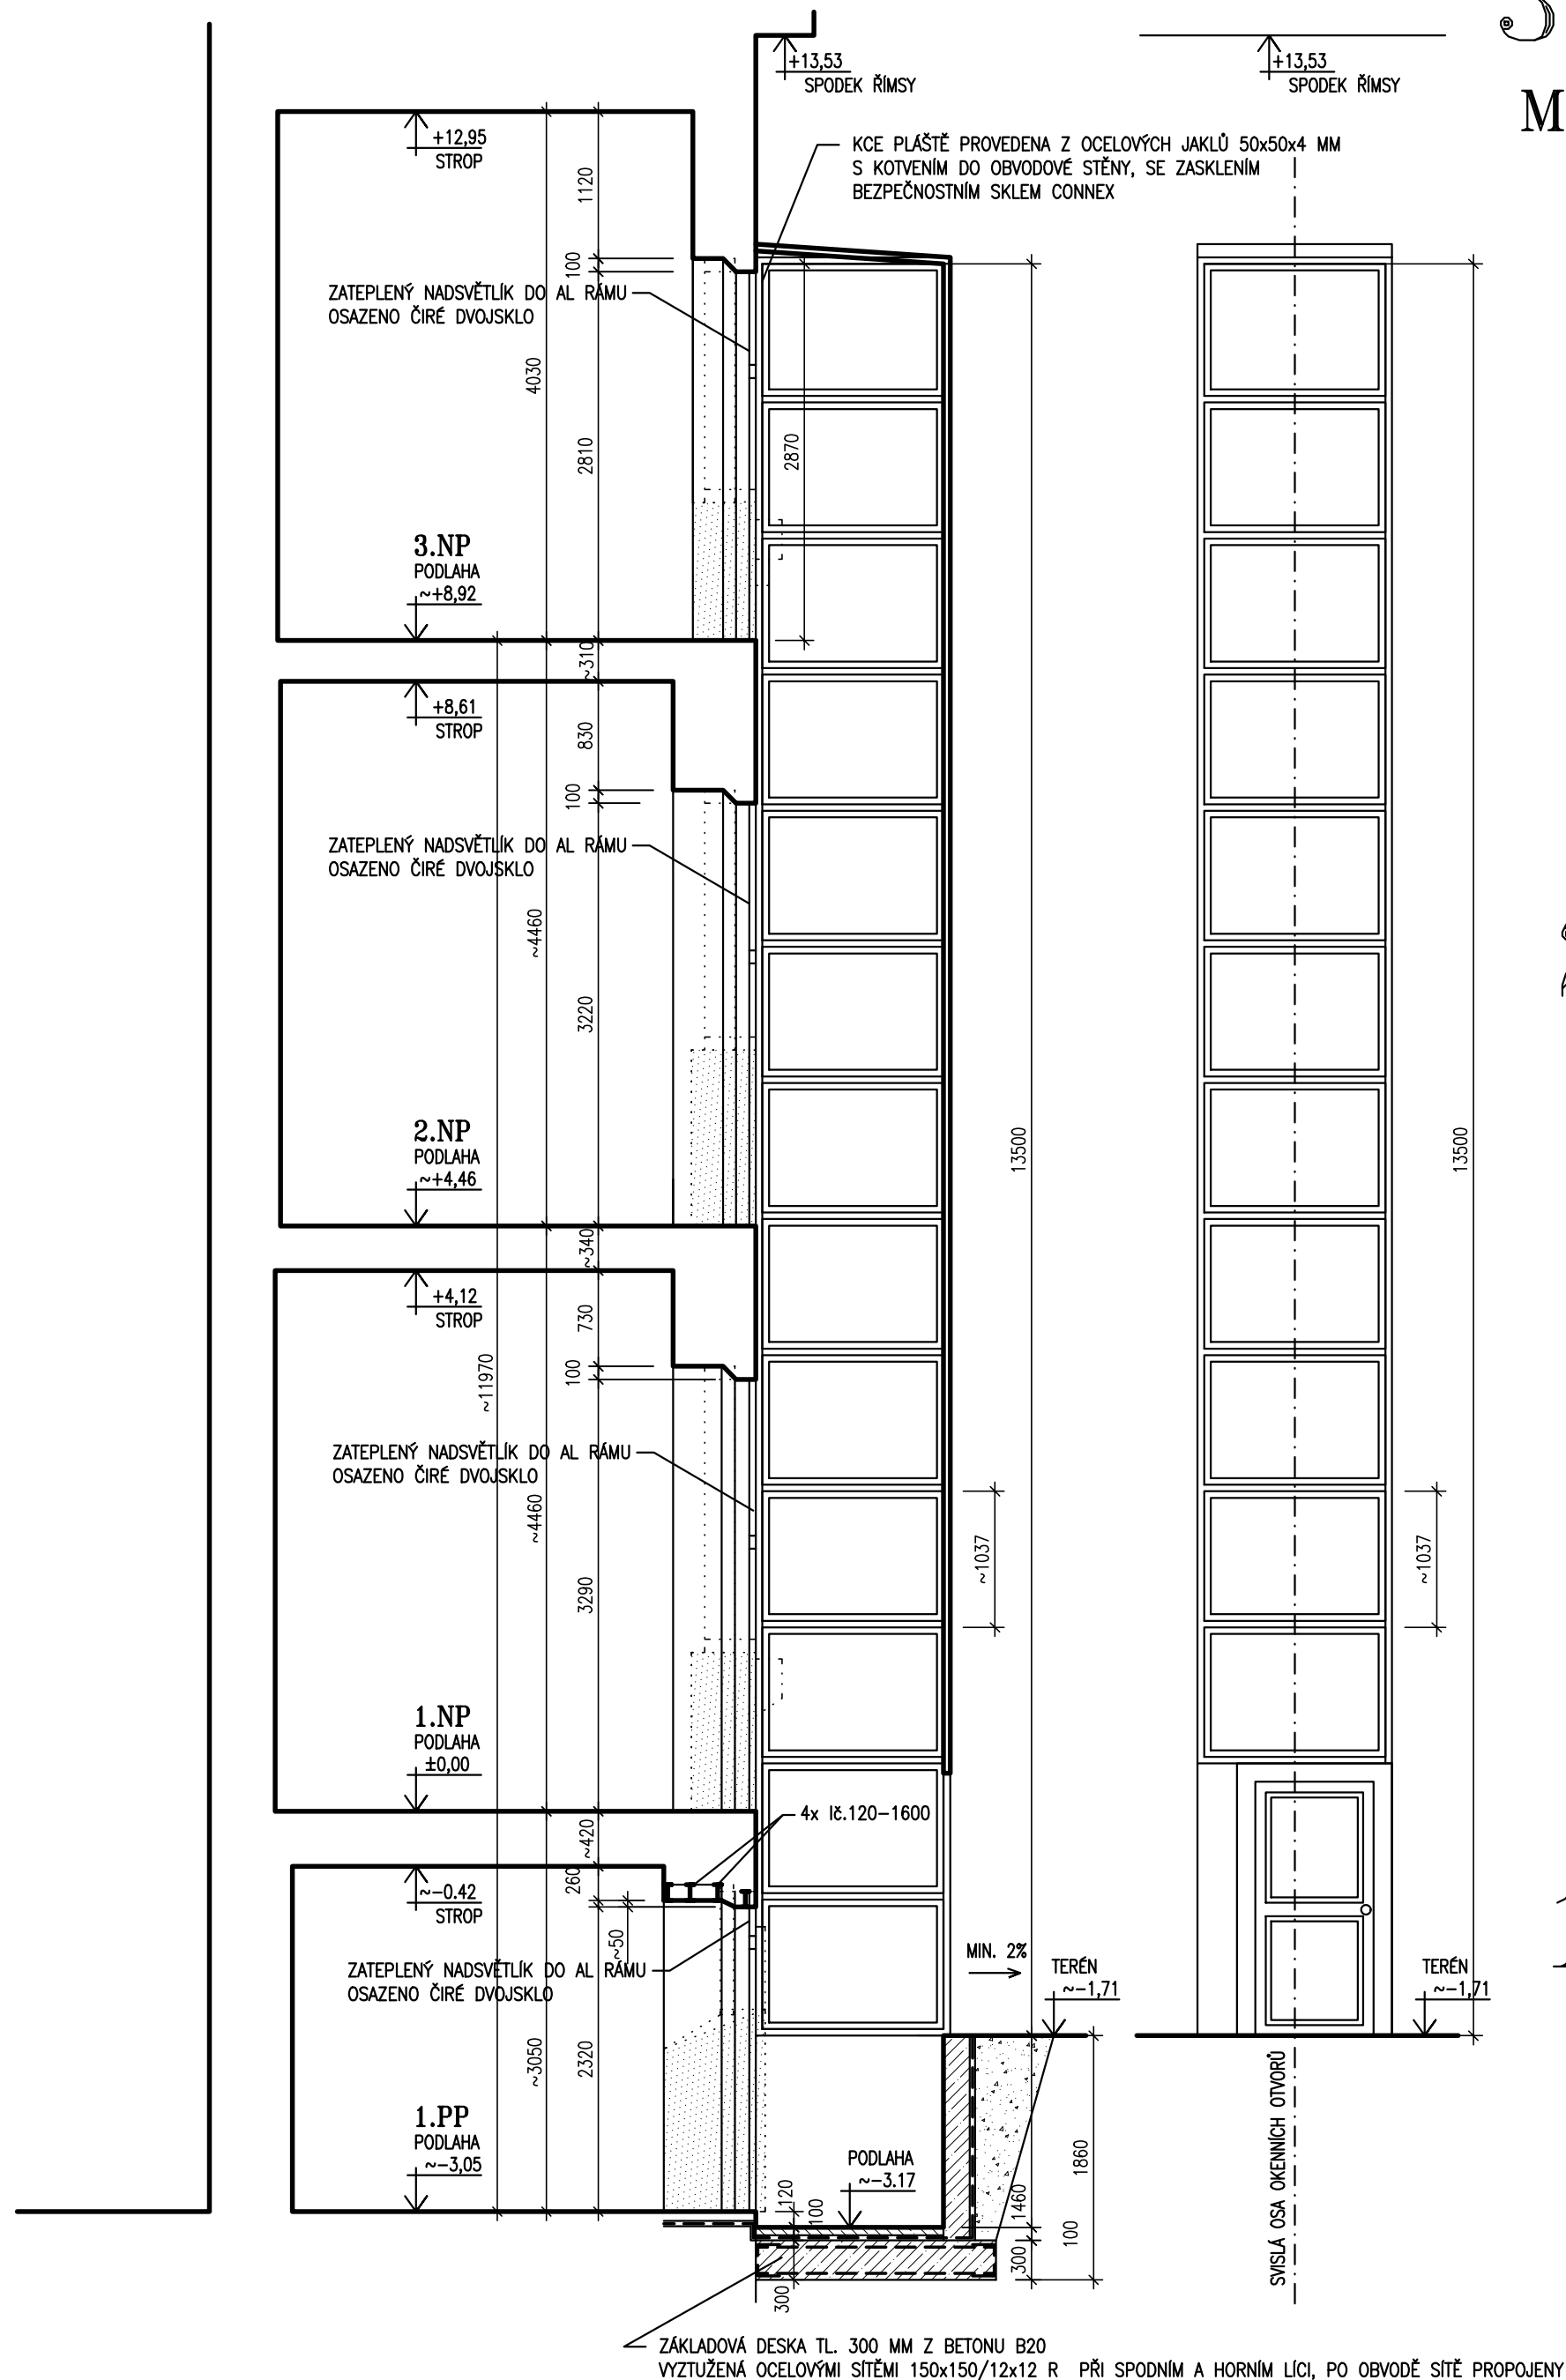 +13,53
SPODEK ŘÍMSY
+13,53
SPODEK ŘÍMSY
M
KCE PLÁŠTĚ PROVEDENA Z OCELOVÝCH JAKLŮ 50x50x4 MM
S KOTVENÍM DO OBVODOVÉ STĚNY, SE ZASKLENÍM
BEZPEČNOSTNÍM SKLEM CONNEX
+12,95
STROP
1120
100
ZATEPLENÝ NADSVĚTLÍK DO AL RÁMU
OSAZENO ČIRÉ DVOJSKLO
4030
2810
2870
3.NP
PODLAHA
~+8,92
~310
+8,61
STROP
830
100
ZATEPLENÝ NADSVĚTLÍK DO AL RÁMU
OSAZENO ČIRÉ DVOJSKLO
~4460
3220
2.NP
PODLAHA
~+4,46
13500
13500
~340
+4,12
STROP
730
100
~11970
ZATEPLENÝ NADSVĚTLÍK DO AL RÁMU
OSAZENO ČIRÉ DVOJSKLO
~4460
3290
~1037
~1037
1.NP
PODLAHA
±0,00
4x Ič.120-1600
~420
260
~-0.42
STROP
~50
ZATEPLENÝ NADSVĚTLÍK DO AL RÁMU
OSAZENO ČIRÉ DVOJSKLO
MIN. 2%
TERÉN
~-1,71
TERÉN
~-1,71
~3050
2320
1.PP
PODLAHA
~-3,05
PODLAHA
~-3.17
120
100
1460
1860
100
300
300
SVISLÁ OSA OKENNÍCH OTVORŮ
ZÁKLADOVÁ DESKA TL. 300 MM Z BETONU B20
VYZTUŽENÁ OCELOVÝMI SÍTĚMI 150x150/12x12 R PŘI SPODNÍM A HORNÍM LÍCI, PO OBVODĚ SÍTĚ PROPOJENY